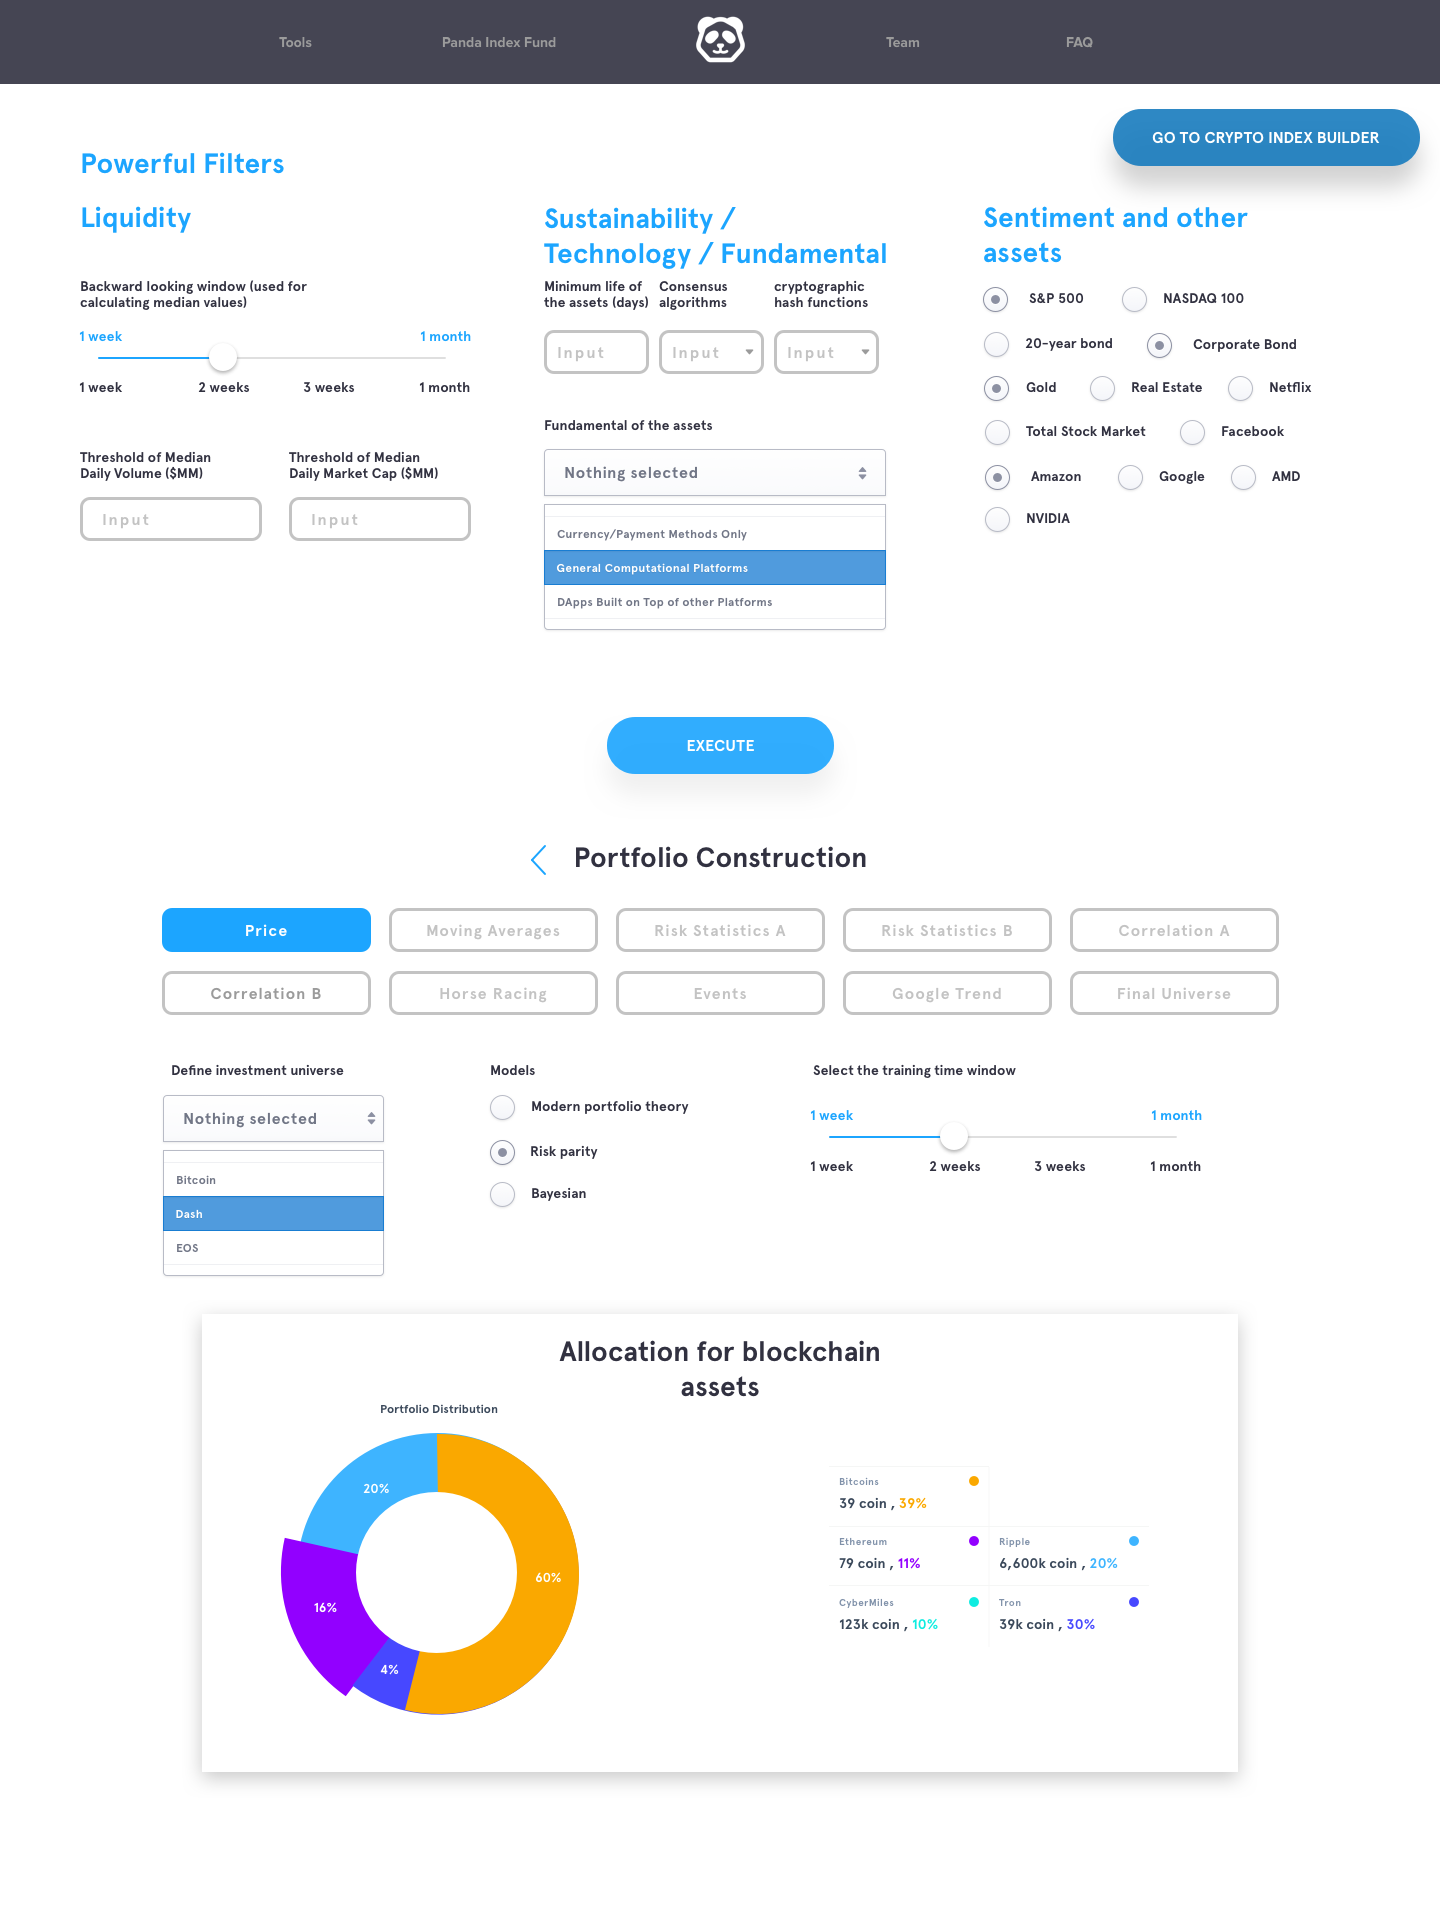 Tools
Panda Index Fund
Team
FAQ
GO TO CRYPTO INDEX BUILDER
Powerful Filters
Liquidity
Backward looking window (used for
calculating median values)
1 week
1 month
1 week
2 weeks
3 weeks
1 month
Threshold of Median
Daily Volume ($MM)
Input
Threshold of Median
Daily Market Cap ($MM)
Input
Sustainability /
Technology / Fundamental
Minimum life of
the assets (days)
Input
Consensus
algorithms
Input
cryptographic
hash functions
Input
Fundamental of the assets
Nothing selected
Currency/Payment Methods Only
General Computational Platforms
DApps Built on Top of other Platforms
Sentiment and other
assets
S&P 500
NASDAQ 100
20-year bond
Corporate Bond
Gold
Real Estate
Netflix
Total Stock Market
Facebook
Amazon
Google
AMD
NVIDIA
EXECUTE
Portfolio Construction
Price
Moving Averages
Risk Statistics A
Risk Statistics B
Correlation A
Correlation B
Horse Racing
Events
Google Trend
Final Universe
Define investment universe
Nothing selected
Bitcoin
Dash
EOS
Models
Modern portfolio theory
Risk parity
Bayesian
Select the training time window
1 week
1 month
1 week
2 weeks
3 weeks
1 month
Allocation for blockchain
assets
Portfolio Distribution
20%
60%
16%
4%
Bitcoins
39 coin , 39%
Ethereum
79 coin , 11%
Ripple
6,600k coin , 20%
CyberMiles
123k coin , 10%
Tron
39k coin , 30%